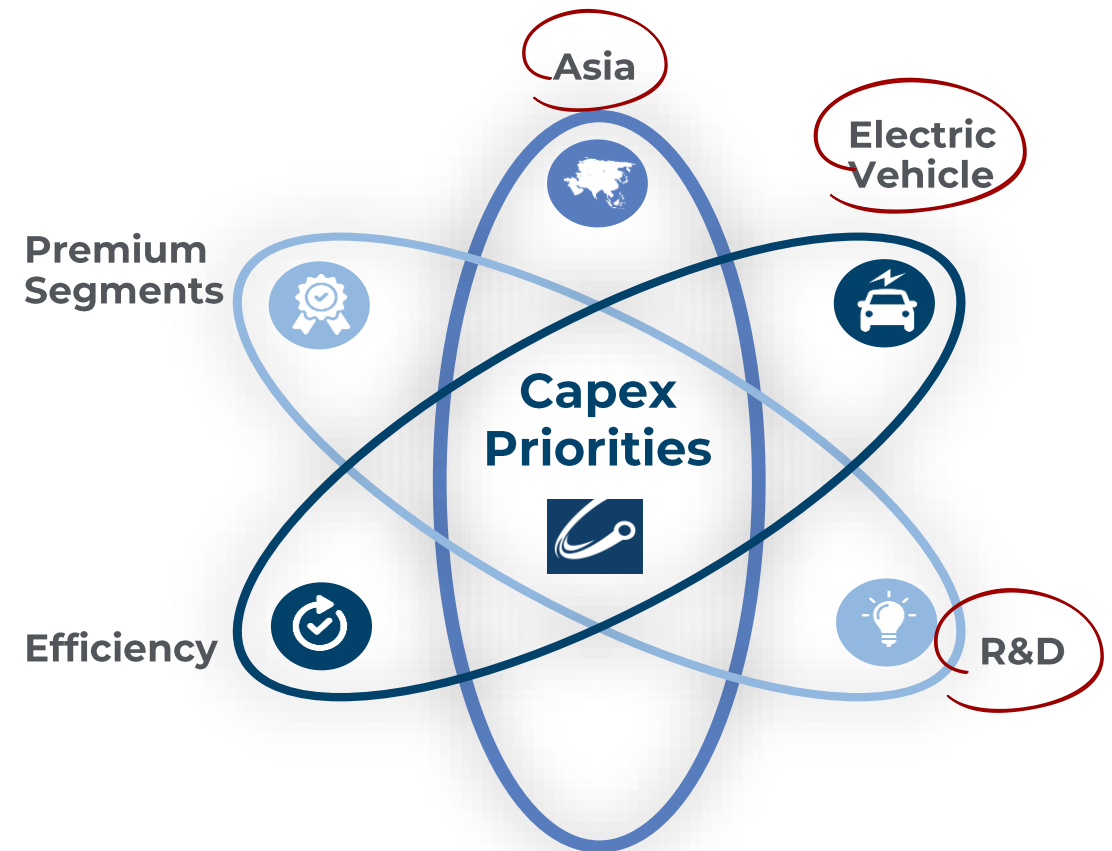 Asia
Electric
Vehicle
Premium
Segments
Capex
Priorities
Efficiency
R&D